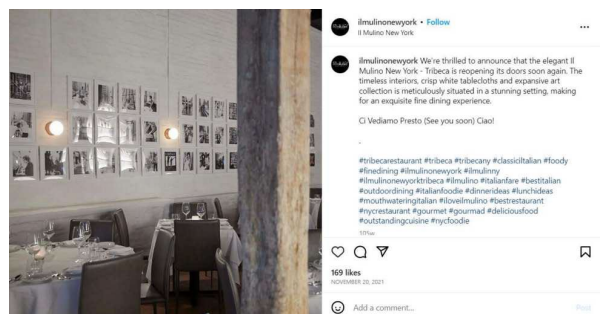 ilmulinonewyork • Follow
Il Mulino New York
ilmulinonewyork We're thrilled to announce that the elegant Il
Mulino New York - Tribeca is reopening its doors soon again. The
timeless interiors, crisp white tablecloths and expansive art
collection is meticulously situated in a stunning setting, making
for an exquisite fine dining experience.
Ci Vediamo Presto (See you soon) Ciao!
.
#tribecarestaurant #tribeca #tribecany #classicitalian #foody
#finedining #ilmulinonewyork #ilmulinny
#ilmulinonewyorktribeca #ilmulino #italianfare #bestitalian
#outdoordining #italianfoodie #dinnerideas #lunchideas
#mouthwateringitalian #iloveilmulino #bestrestaurant
#nycrestaurant #gourmet #gourmad #deliciousfood
#outstandingcuisine #nycfoodie
169 likes
NOVEMBER 20, 2021
Add a comment...
Post